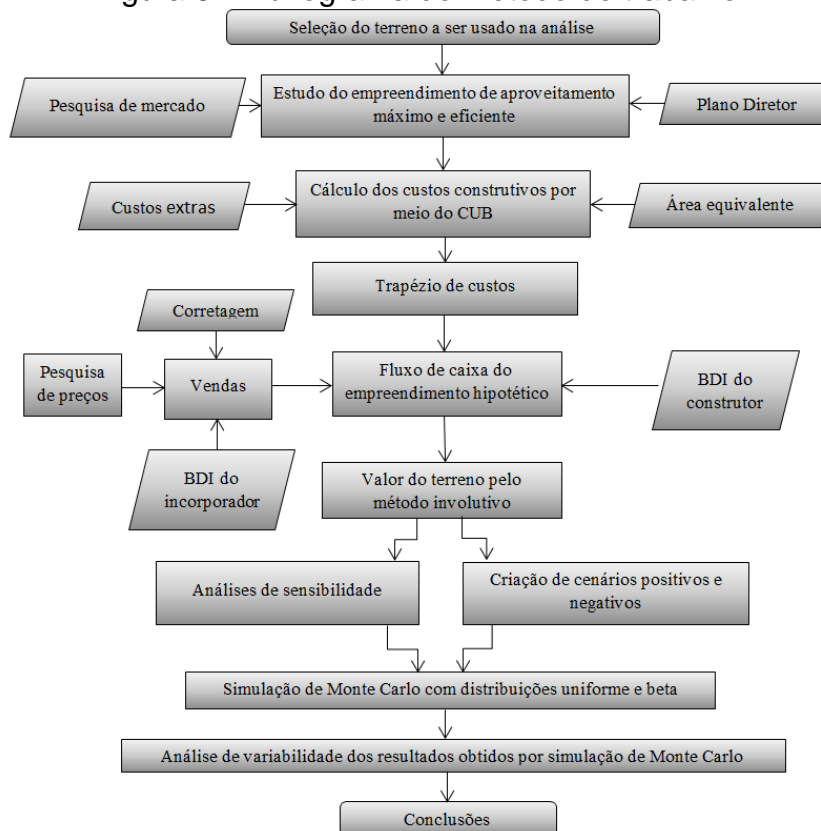 Seleção do terreno a ser usado na análise
Pesquisa de mercado
Estudo do empreendimento de aproveitamento
máximo e eficiente
Plano Diretor
Custos extras
Cálculo dos custos construtivos por
meio do CUB
Área equivalente
Trapézio de custos
Corretagem
Pesquisa
de preços
Vendas
Fluxo de caixa do
empreendimento hipotético
BDI do
construtor
BDI do
incorporador
Valor do terreno pelo
método involutivo
Análises de sensibilidade
Criação de cenários positivos e
negativos
Simulação de Monte Carlo com distribuições uniforme e beta
Análise de variabilidade dos resultados obtidos por simulação de Monte Carlo
Conclusões